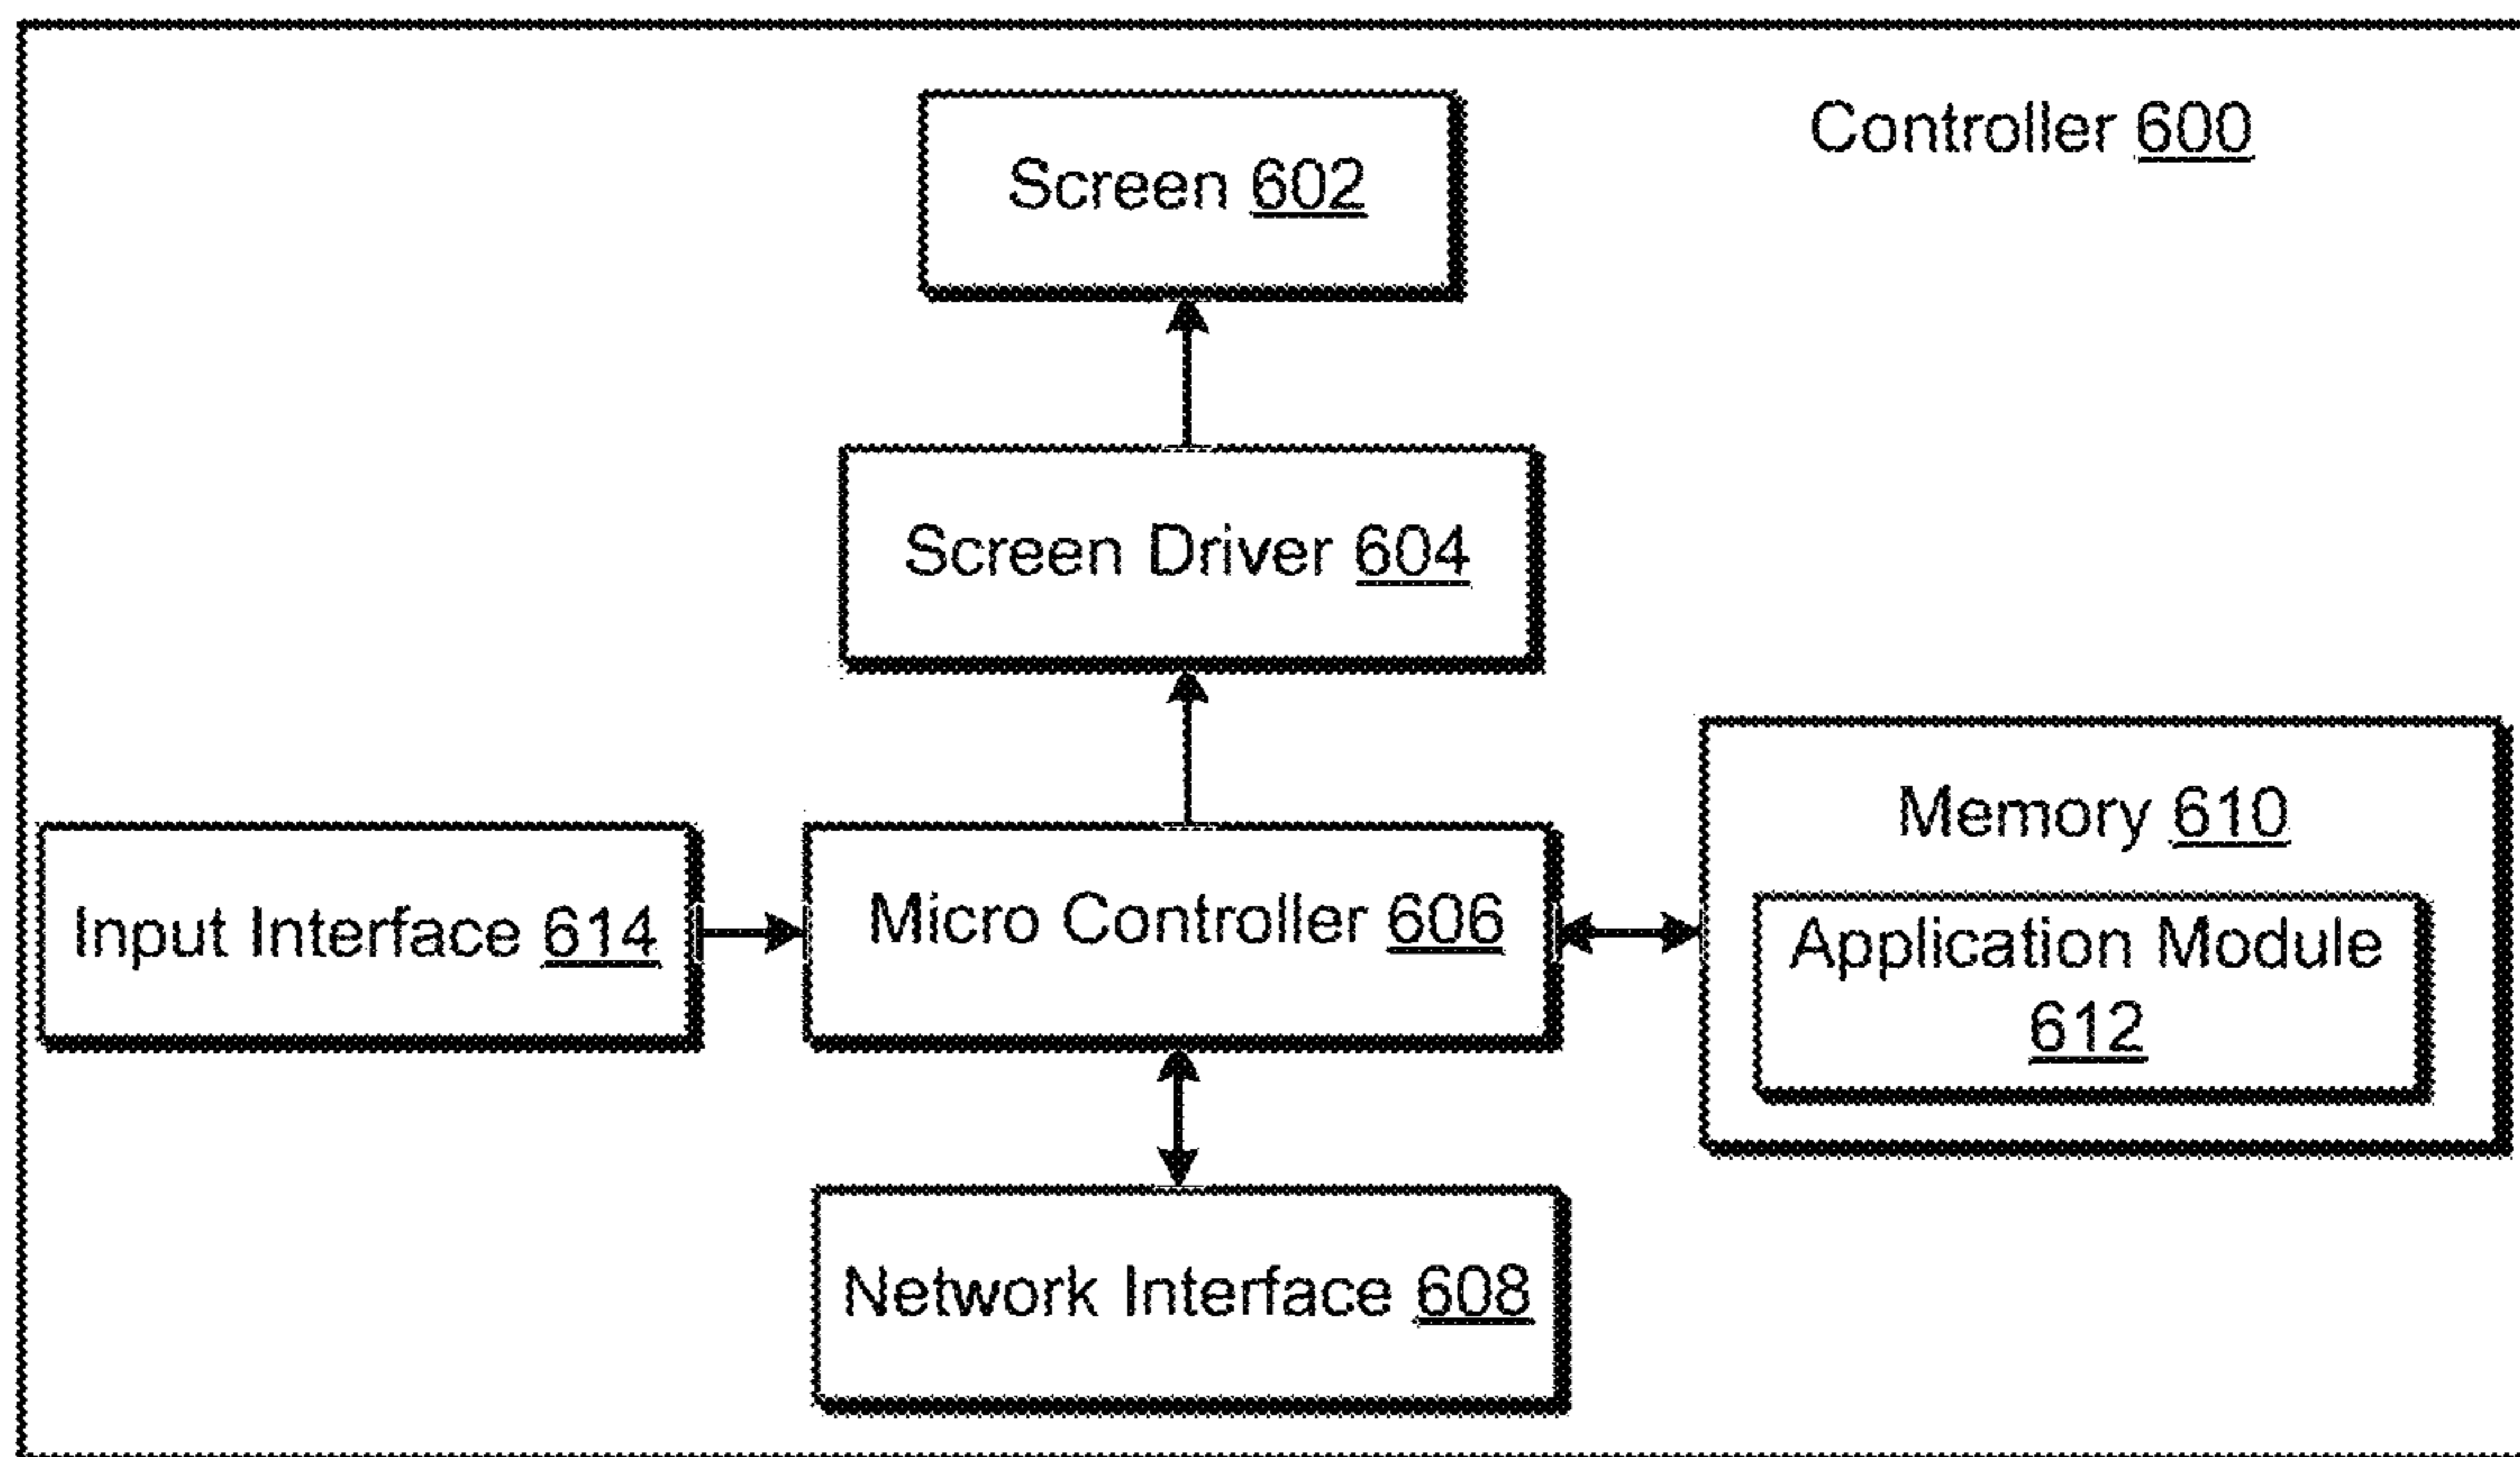 Controller 600
Screen 602
Screen Driver 604
Memory 610
Input Interface 614
Micro Controller 606
Application Module
612
Network Interface 608